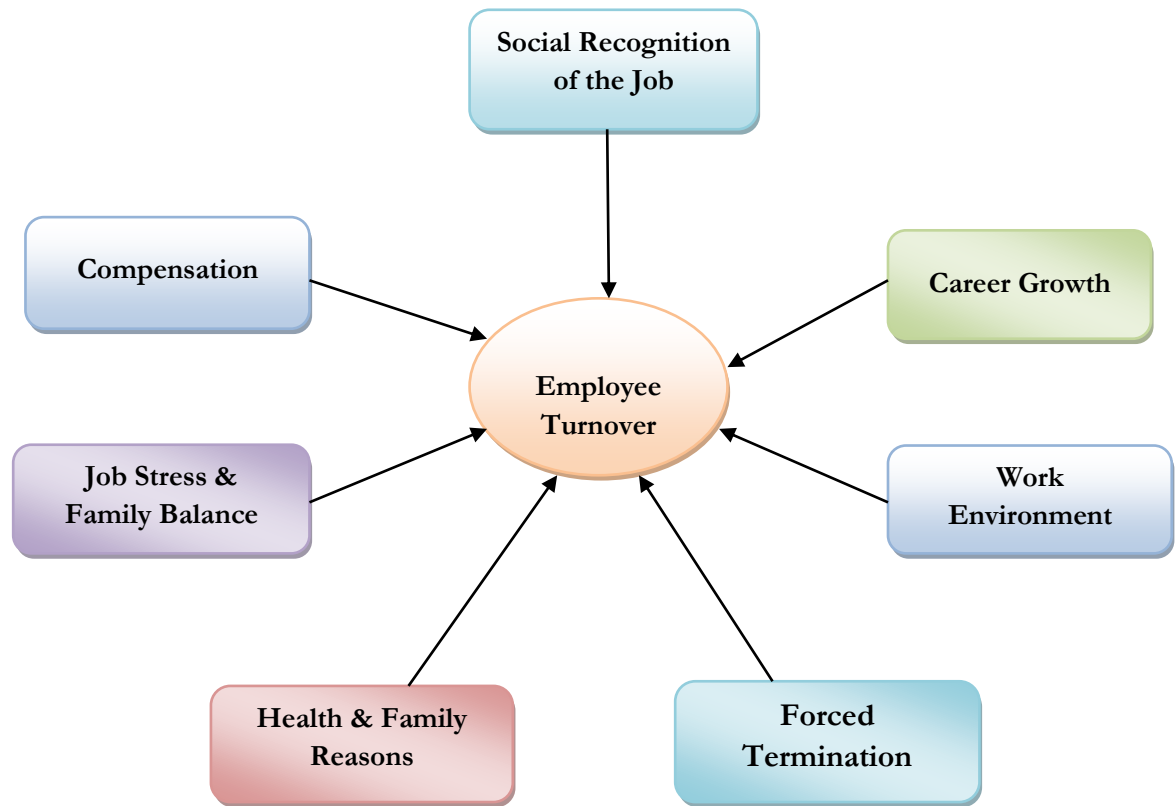 Social Recognition
of the Job
Compensation
Career Growth
Employee
Turnover
Job Stress &
Family Balance
Work
Environment
Health & Family
Reasons
Forced
Termination